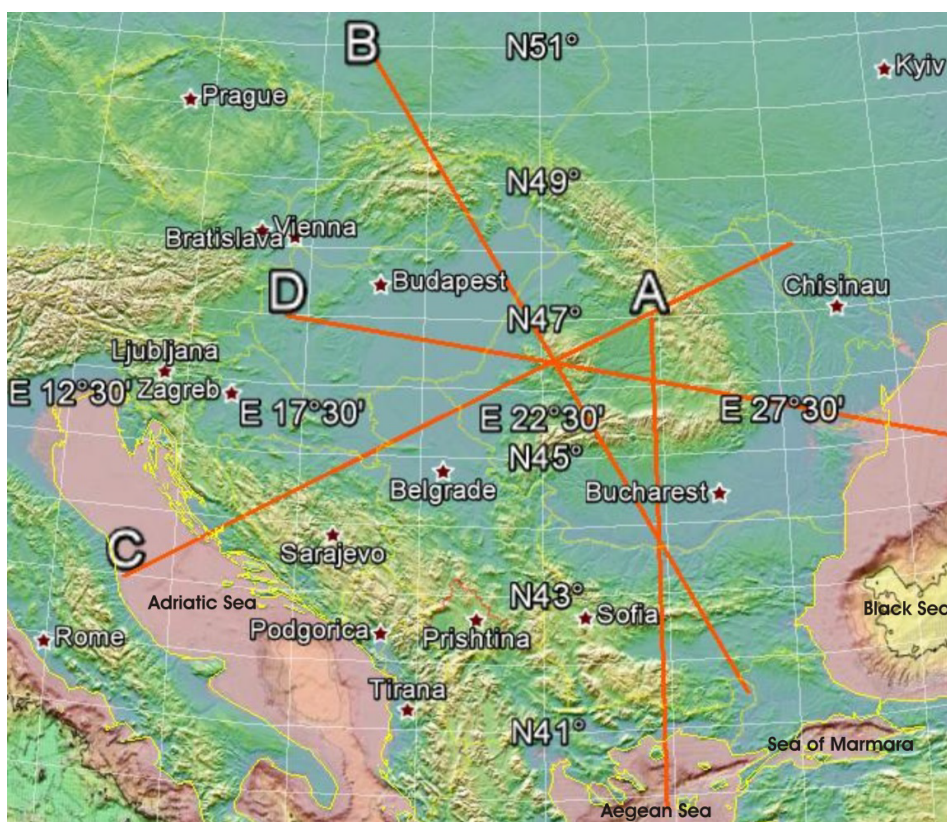 B
N51°
Kyiv
Prague
N49°
Vienna
Bratislava
Budapest
D
A
Chisinau
N47°
Ljubljana
E 12°30' Zagreb
E 17°30'
E 22°30'
E 27°30'
N45°
Belgrade
Bucharest
C
Sarajevo
Adriatic Sea
N43°
Sofia
Black Sea
Rome
Podgorica
Prishtina
Tirana
N41°
Sea of Marmara
Aegean Sea